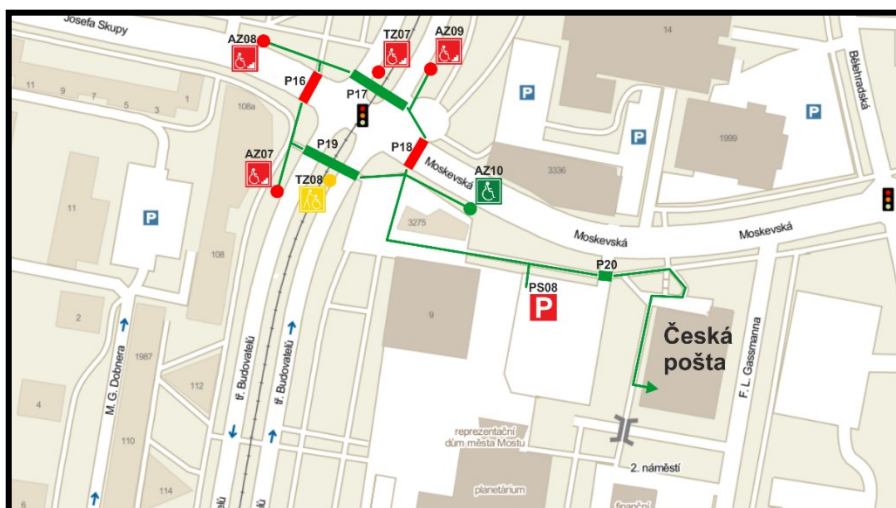 Josefa Skupy
AZ08
TZ07
AZ09
14
Bělehradská
P16
P17
P
P
P
11
9
7
5
3
1
108a
1999
P19
P18
Moskevská
3336
AZ07
TZ08
AZ10
11
P
3275
Moskevská
Moskevská
108
P20
PS08
P
2
9
Česká
pošta
1987
M. G. Dobnera
112
tř. Budovatelů
tř. Budovatelů
F. L. Gassmanna
4
110
reprezentační
dům města Mostu
2. náměstí
planetárium
114
6
finanční